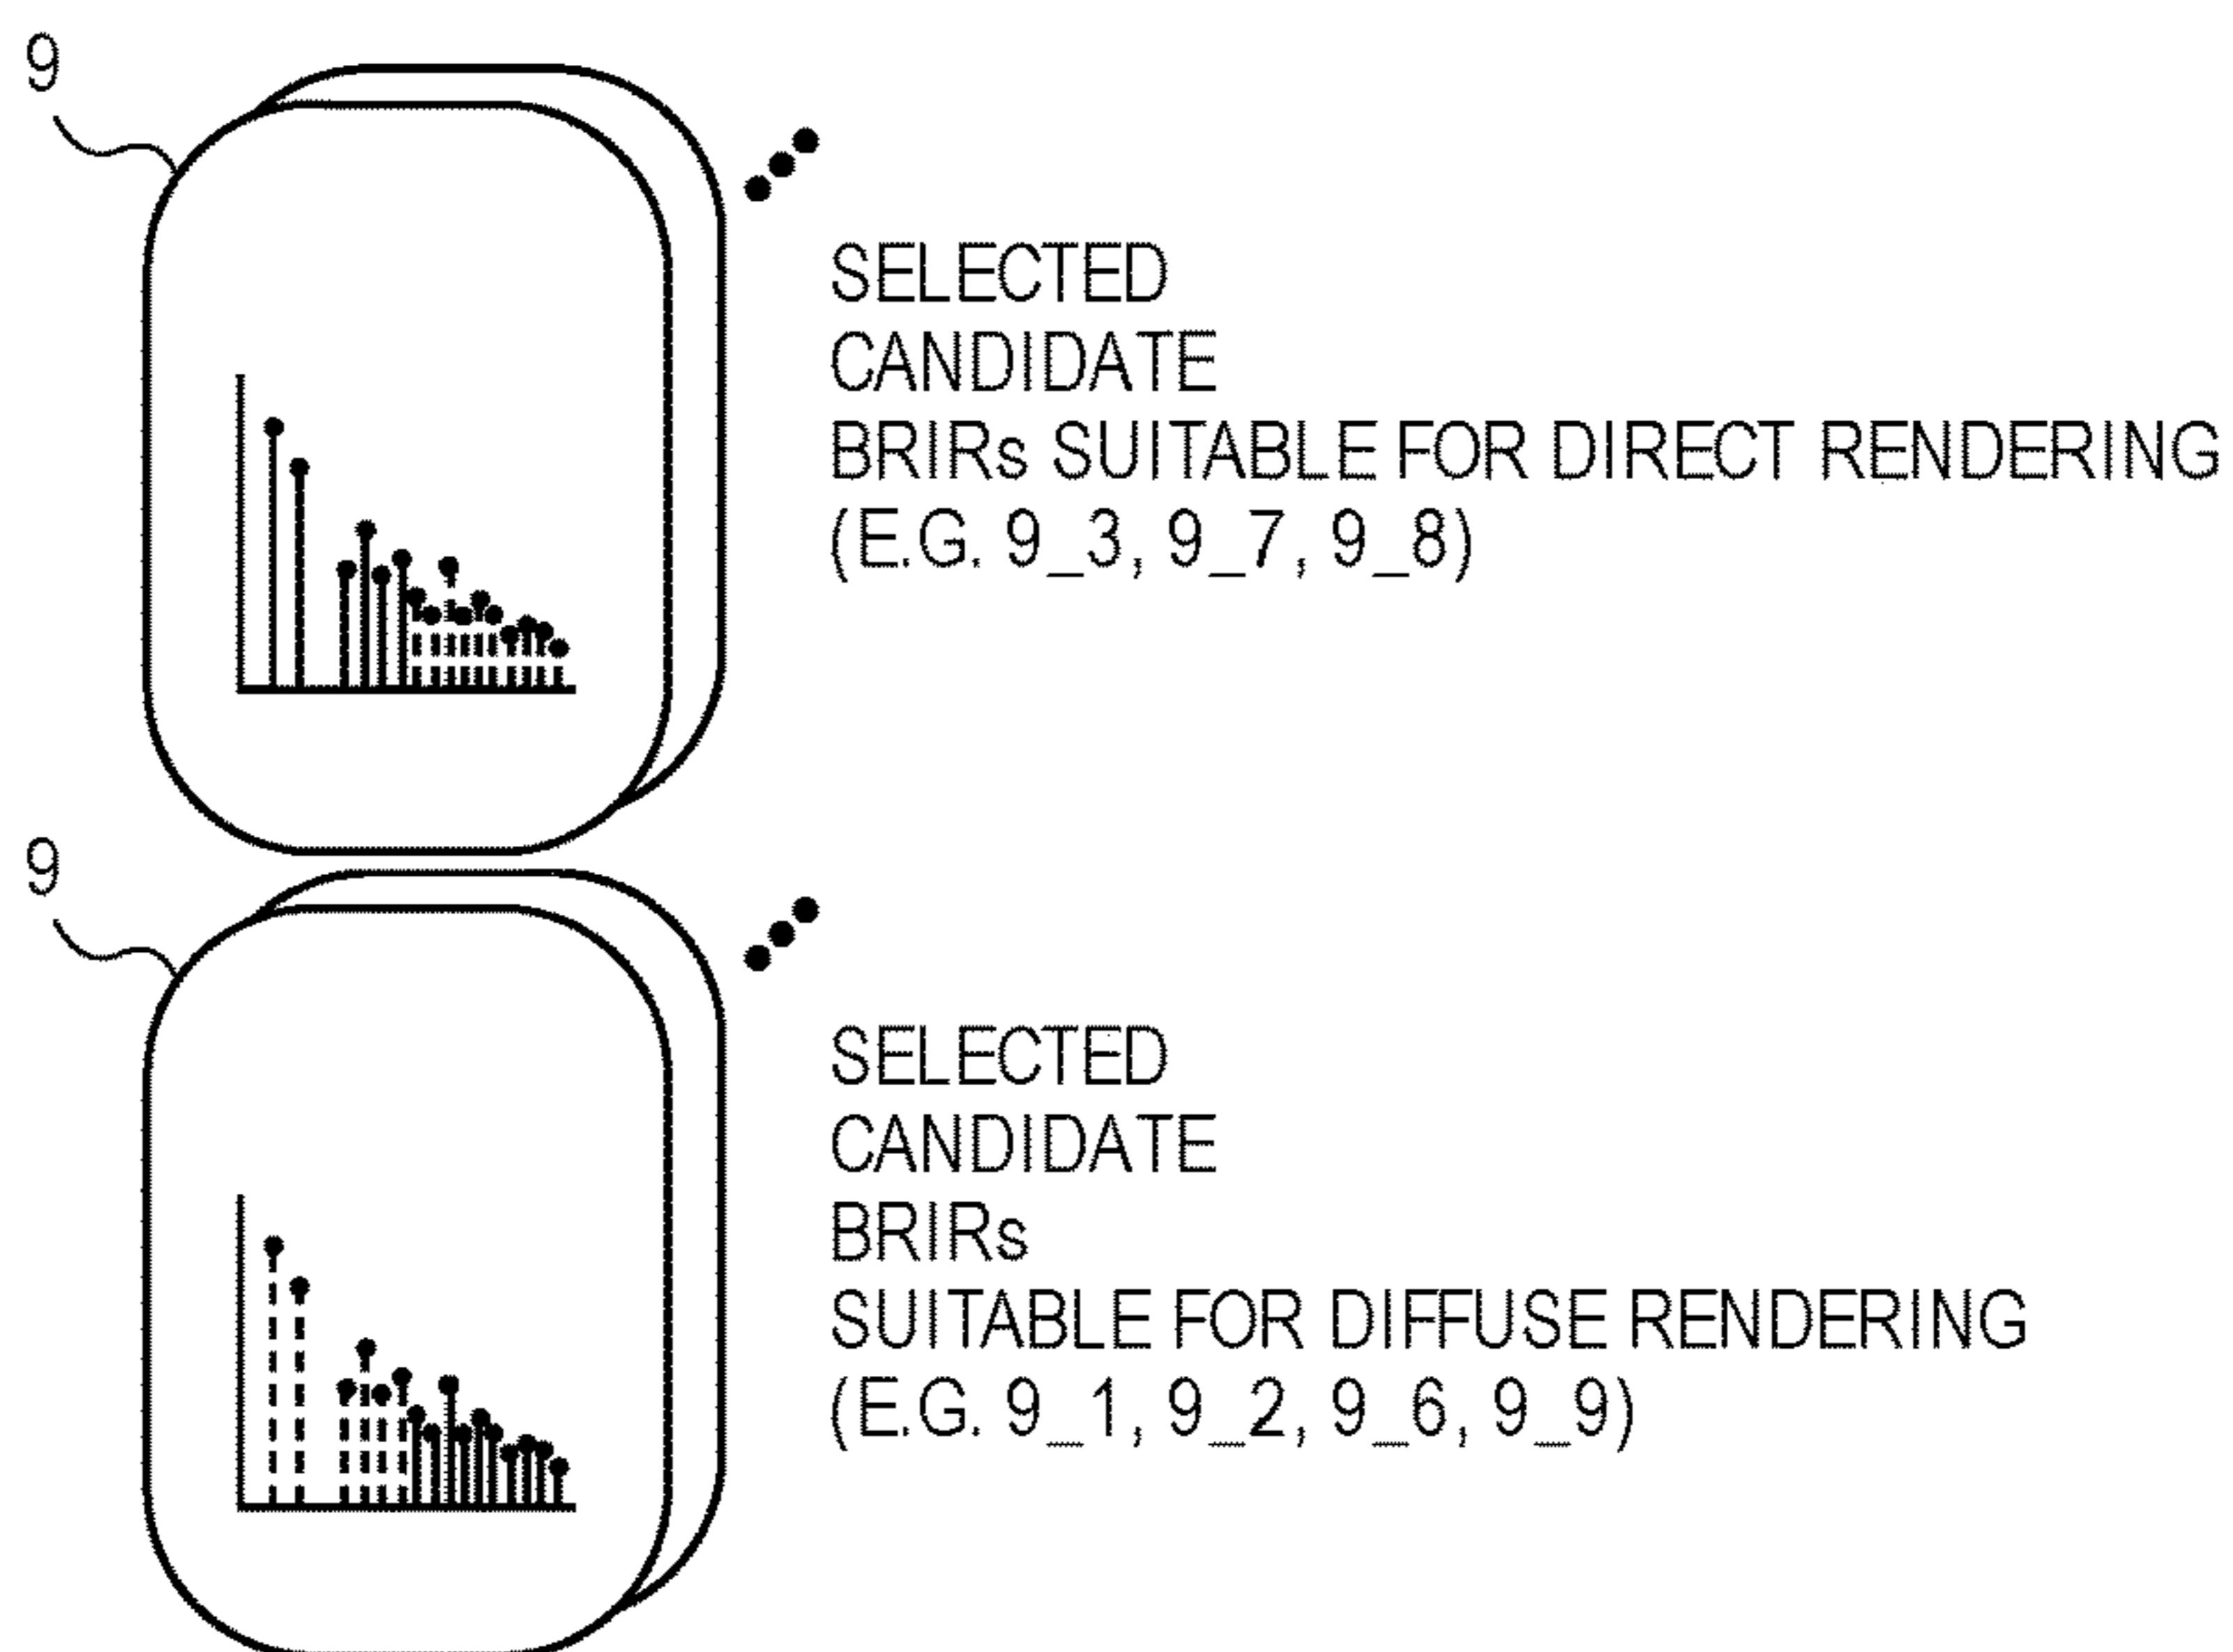 9
SELECTED
CANDIDATE
BRIRs SUITABLE FOR DIRECT RENDERING
(E.G. 9_3, 9_7, 9_8)
9
SELECTED
CANDIDATE
BRIRs
SUITABLE FOR DIFFUSE RENDERING
(E.G. 9_1, 9_2, 9_6, 9_9)